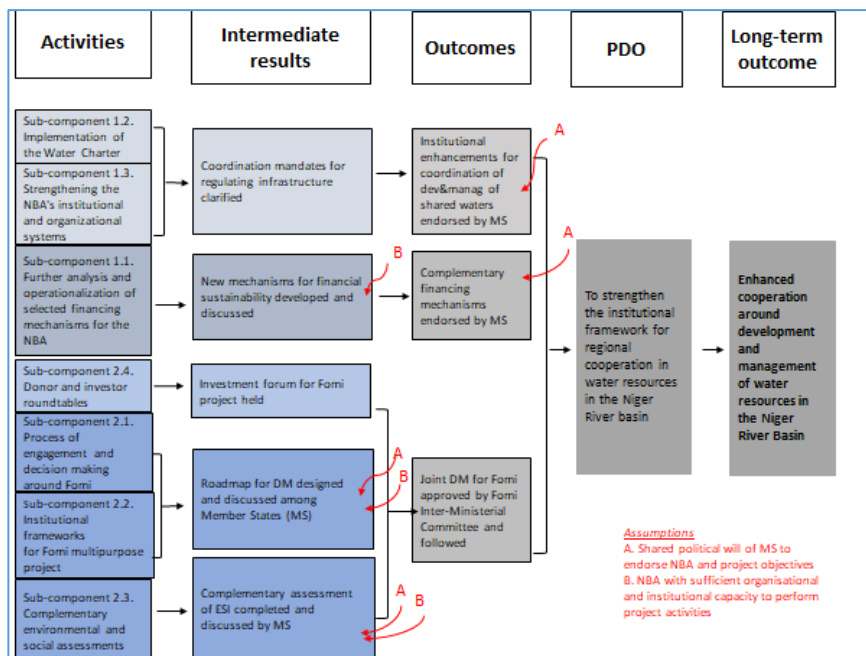 Activities
Intermediate
results
Outcomes
PDO
Long-term
outcome
Sub-component 1.2.
Implementation of
the Water Charter
Sub-component 1.3.
Strengthening the
NBA's institutional
and organizational
systems
Sub-component 1.1.
Further analysis and
operationalization of
selected financing
mechanisms for the
NBA
Sub-component 2.4.
Donor and investor
roundtables
Sub-component 2.1.
Process of
engagement and
decision making
around Fomi
Sub-component 2.2.
Institutional
frameworks
for Fomi multipurpose
project
Sub-component 2.3.
Complementary
environmental and
social assessments
Coordination mandates for
regulating infrastructure
clarified
B
New mechanisms for financial
sustainability developed and
discussed
Investment forum for Fomi
project held
A
B
Roadmap for DM designed
and discussed among
Member States (MS)
Complementary assessment
of ESI completed and
discussed by MS
A
B
A
Institutional
enhancements for
coordination of
dev&manag of
shared waters
endorsed by MS
A
Complementary
financing
mechanisms
endorsed by MS
Joint DM for Fomi
approved by Fomi
Inter-Ministerial
Committee and
followed
To strengthen
the institutional
framework for
regional
cooperation in
water resources
in the Niger
River basin
Enhanced
cooperation
around
development
and
management
of water
resources in
the Niger
River Basin
Assumptions
A. Shared political will of MS to
endorse NBA and project objectives
B. NBA with sufficient organisational
and institutional capacity to perform
project activities